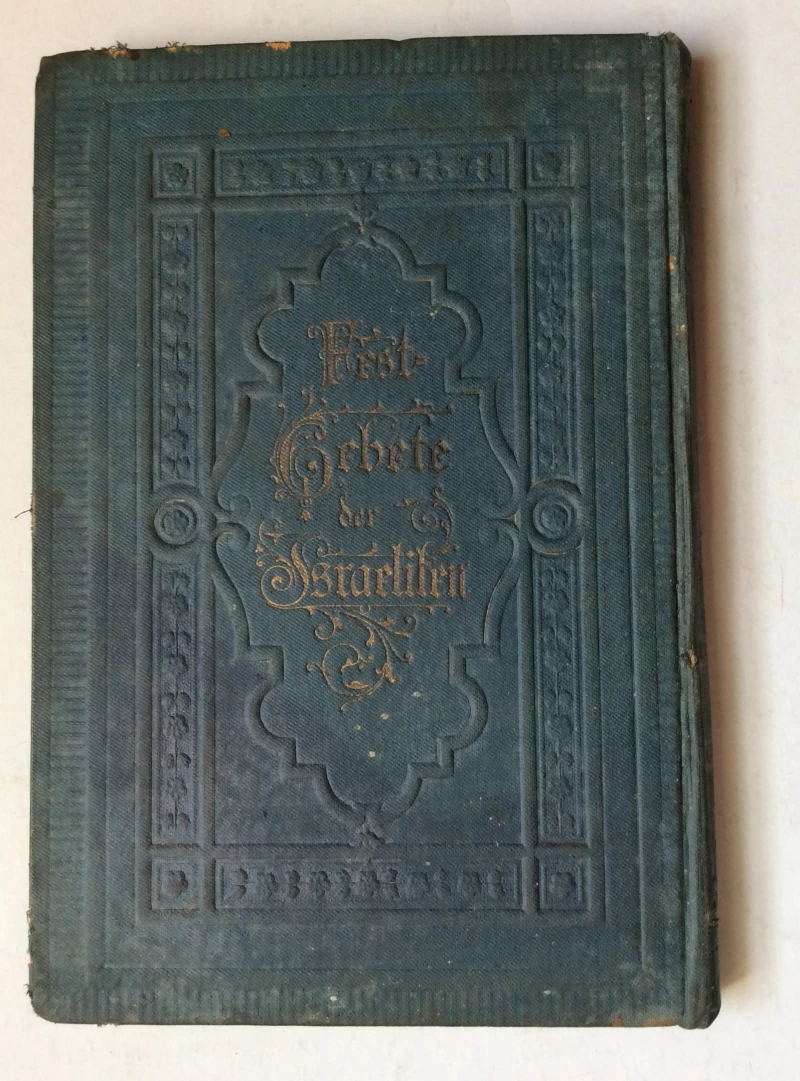 Fest-
Gebete
der
Israeliten